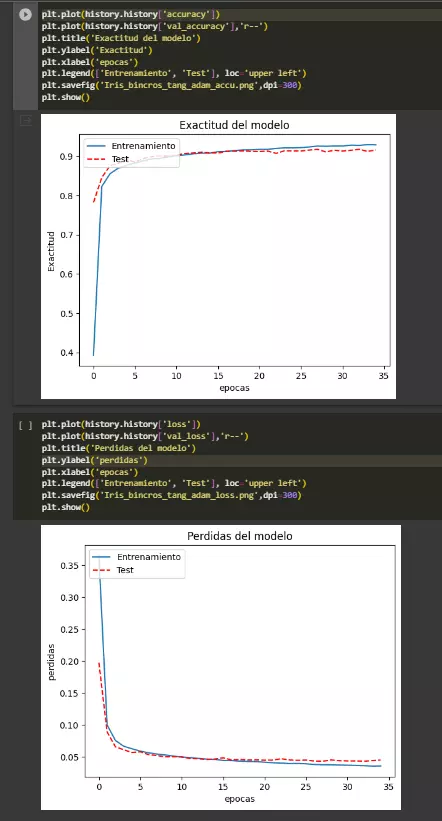 plt.plot(history.history['accuracy'])
plt.plot(history.history['val_accuracy'],'r--')
plt.title('Exactitud del modelo')
plt.ylabel('Exactitud')
plt.xlabel('epocas')
plt.legend(['Entrenamiento', 'Test'], loc='upper left')
plt.savefig('Iris_bincros_tang_adam_accu.png',dpi=300)
plt.show()
Exactitud del modelo
Entrenamiento
Test
0.9
0.8
0.7
0.6
0.5
0.4
Exactitud
0 5 10 15 20 25 30 35
epocas
[ ] plt.plot(history.history['loss'])
plt.plot(history.history['val_loss'],'r--')
plt.title('Perdidas del modelo')
plt.ylabel('perdidas')
plt.xlabel('epocas')
plt.legend(['Entrenamiento', 'Test'], loc='upper left')
plt.savefig('Iris_bincros_tang_adam_loss.png',dpi=300)
plt.show()
Perdidas del modelo
Entrenamiento
Test
0.35
0.30
0.25
0.20
0.15
0.10
0.05
perdidas
0 5 10 15 20 25 30 35
epocas